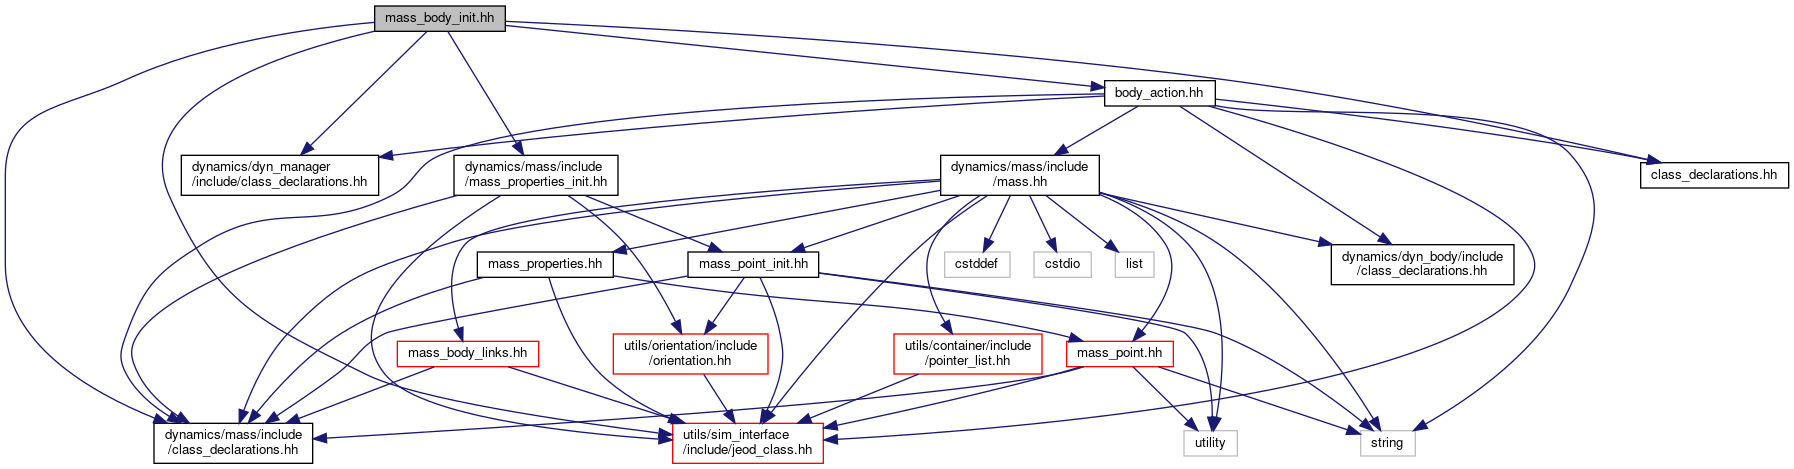 mass_body_init.hh
body_action.hh
dynamics/dyn_manager
/include/class_declarations.hh
dynamics/mass/include
/mass_properties_init.hh
dynamics/mass/include
/mass.hh
class_declarations.hh
mass_properties.hh
mass_point_init.hh
cstddef
cstdio
list
dynamics/dyn_body/include
/class_declarations.hh
mass_body_links.hh
utils/orientation/include
/orientation.hh
utils/container/include
/pointer_list.hh
mass_point.hh
dynamics/mass/include
/class_declarations.hh
utils/sim_interface
/include/jeod_class.hh
utility
string